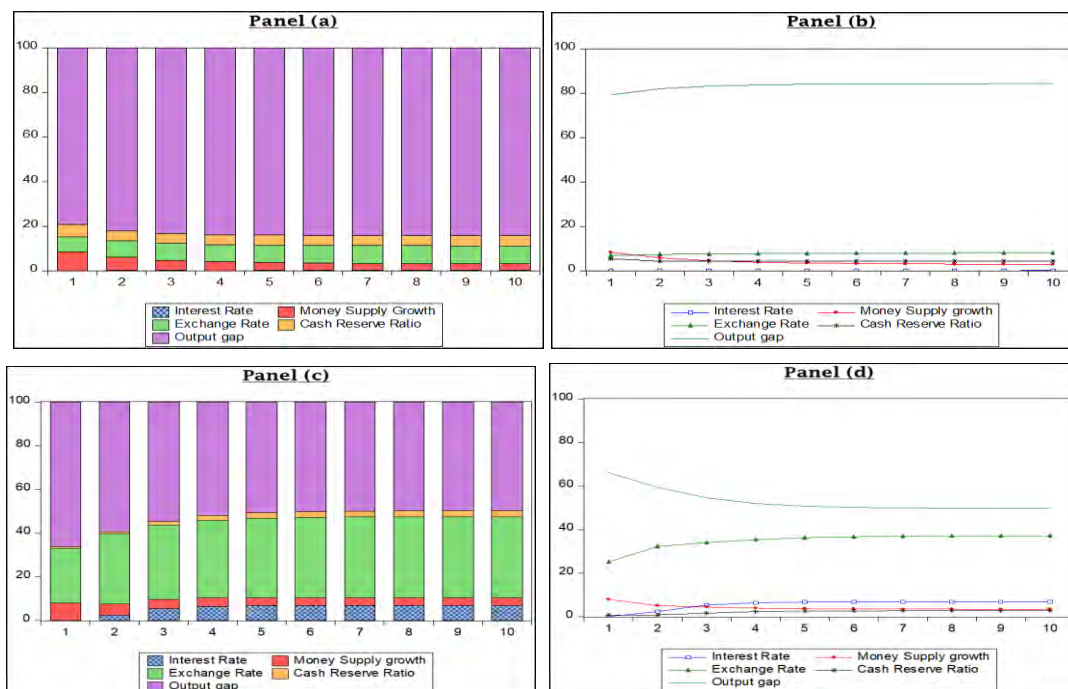 Panel (a)
100
80
60
40
20
0
1 2 3 4 5 6 7 8 9 10
Interest Rate Money Supply Growth
Exchange Rate Cash Reserve Ratio
Output gap
Panel (b)
100
80
60
40
20
0
1 2 3 4 5 6 7 8 9 10
Interest Rate Money Supply growth
Exchange Rate Cash Reserve Ratio
Output gap
Panel (c)
100
80
60
40
20
0
1 2 3 4 5 6 7 8 9 10
Interest Rate Money Supply growth
Exchange Rate Cash Reserve Ratio
Output gap
Panel (d)
100
80
60
40
20
0
1 2 3 4 5 6 7 8 9 10
Interest Rate Money Supply growth
Exchange Rate Cash Reserve Ratio
Output gap